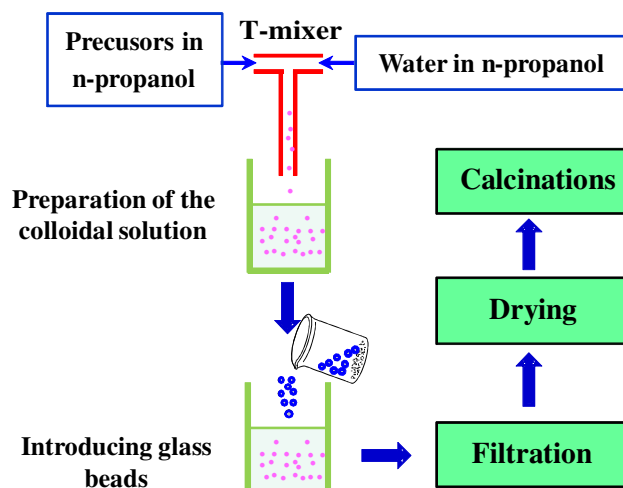 T-mixer
Precusors in
n-propanol
Water in n-propanol
Preparation of the
colloidal solution
Calcinations
Drying
Introducing glass
beads
Filtration